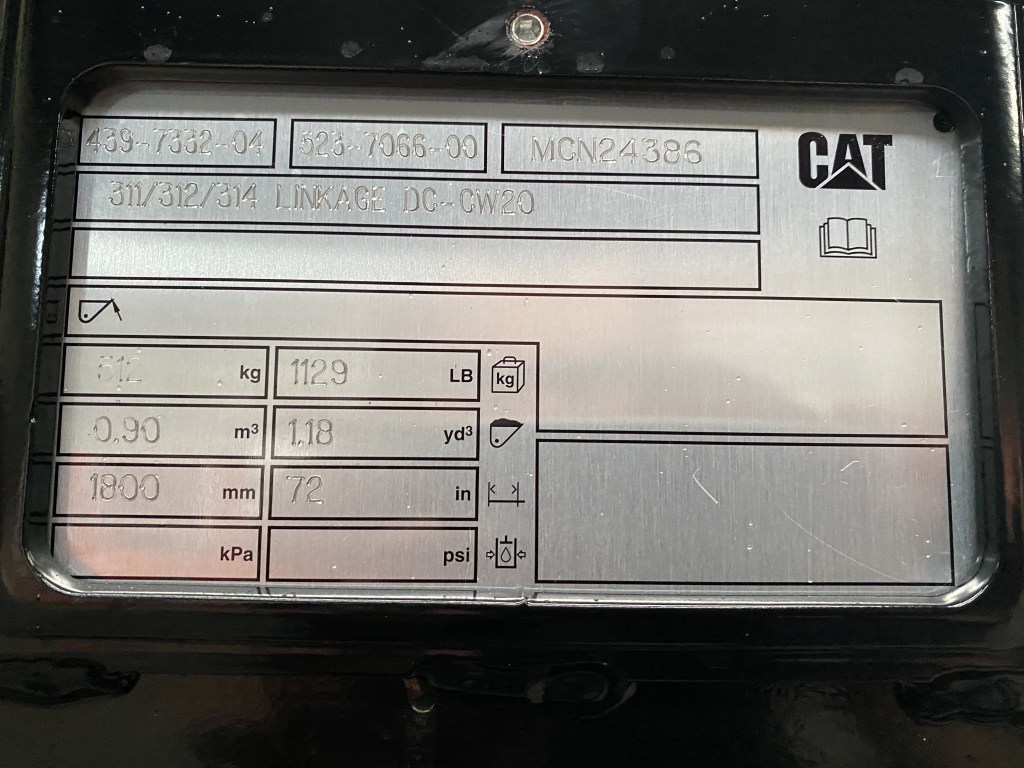 439-7332-04 523-7066-00 MCN24386 CAT
311/312/314 LINKAGE DC-CW20
512 kg 1129 LB kg
0,90 m³ 1,18 yd³
1800 mm 72 in
kPa psi